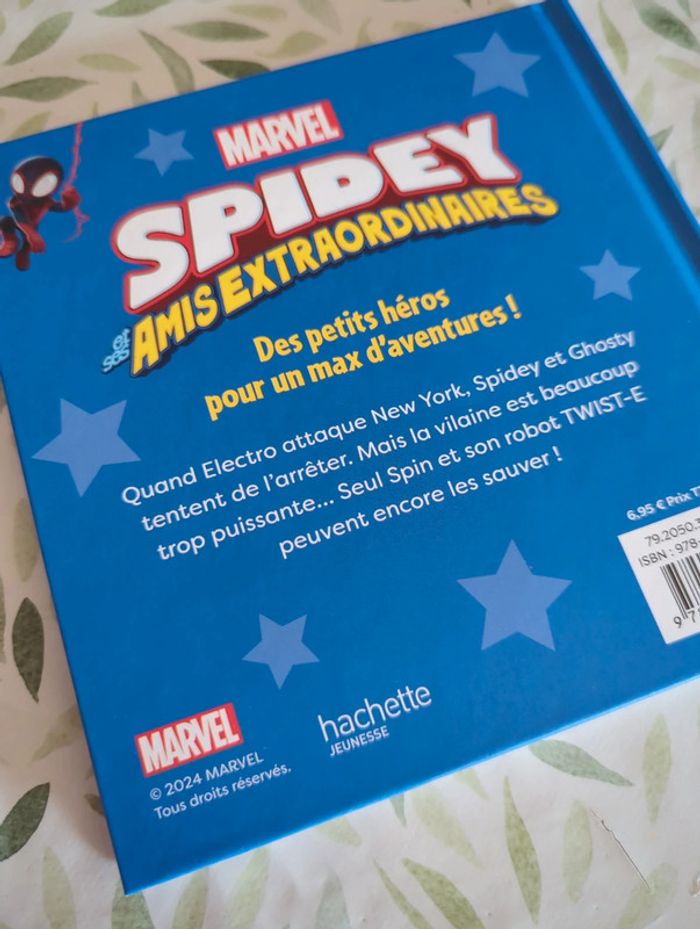 MARVEL
SPIDEY
et ses
AMIS EXTRAORDINAIRES
Des petits héros
pour un max d'aventures !
Quand Electro attaque New York, Spidey et Ghosty
tentent de l'arrêter. Mais la vilaine est beaucoup
trop puissante... Seul Spin et son robot TWIST-E
peuvent encore les sauver !
6,95 € Prix
79.2050.
ISBN : 978-
MARVEL
© 2024 MARVEL
Tous droits réservés.
hachette
JEUNESSE